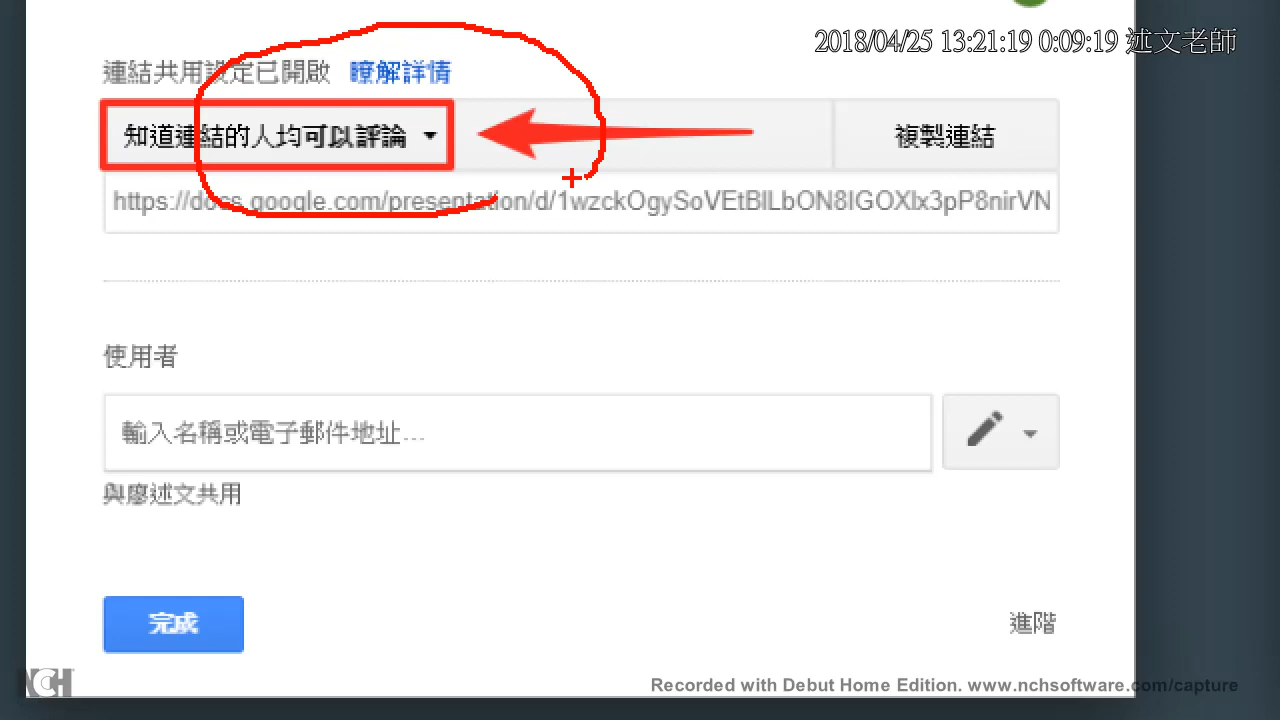 2018/04/25 13:21:19 0:09:19 述文老師
連結共用設定已開啟 瞭解詳情
知道連結的人均可以評論
複製連結
https://docs.google.com/presentation/d/1wzckOgySoVEtBlLbON8IGOXlx3pP8nirVN
使用者
輸入名稱或電子郵件地址...
與廖述文共用
完成
進階
NCH
Recorded with Debut Home Edition. www.nchsoftware.com/capture